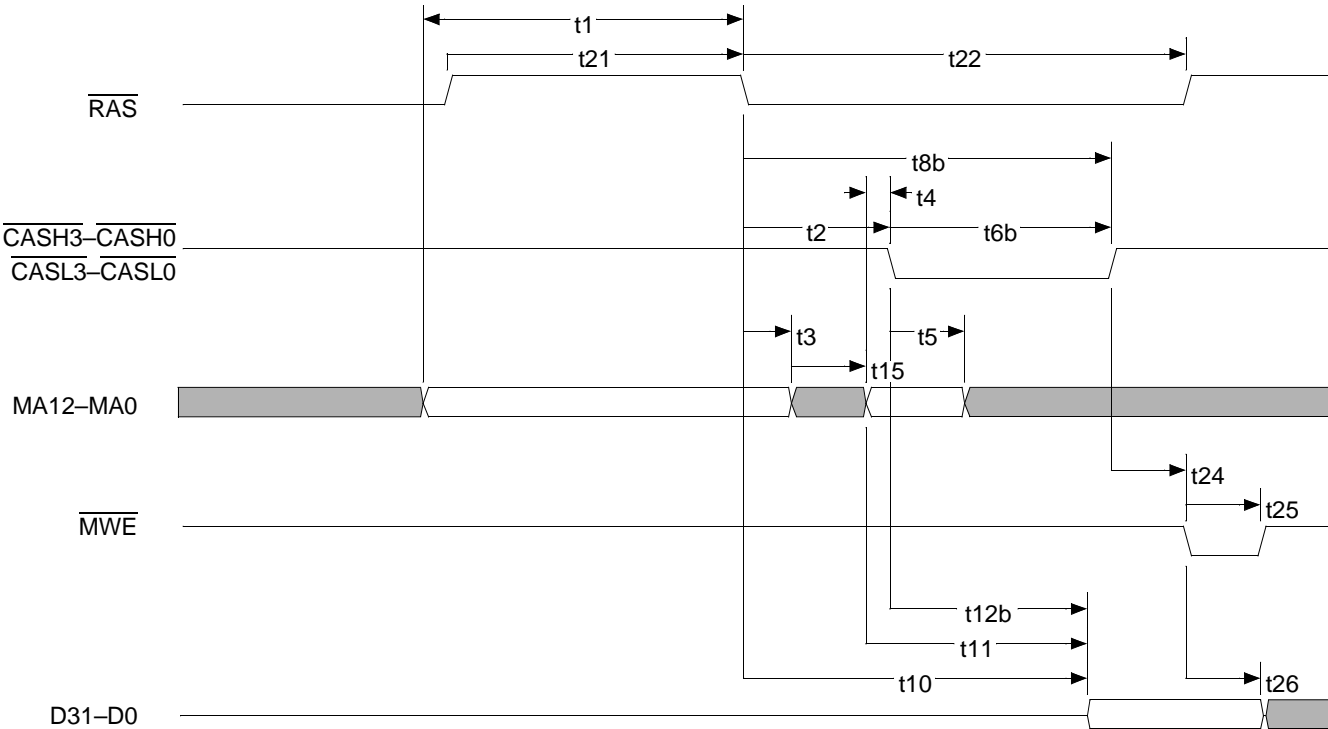 t1
t21
t22
RAS
t8b
t4
CASH3–CASH0
t2
t6b
CASL3–CASL0
t3
t5
t15
MA12–MA0
t24
t25
MWE
t12b
t11
t10
t26
D31–D0